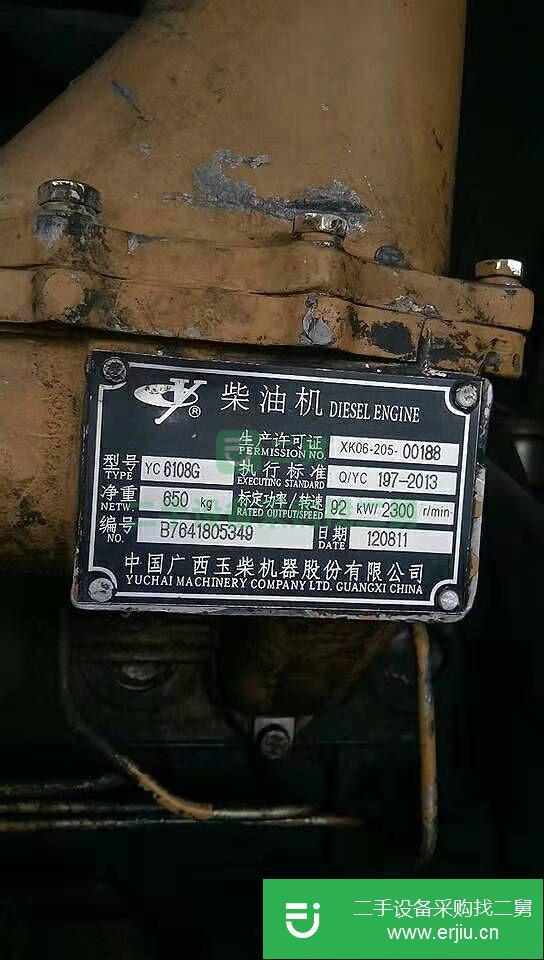 柴油机 DIESEL ENGINE
生产许可证 XK06-205-00188
PERMISSION NO.
型号 YC6108G 执行标准 Q/YC 197-2013
TYPE EXECUTING STANDARD
净重 650 kg 标定功率/转速 92 kW/ 2300 r/min
NETW. RATED OUTPUT/SPEED
编号 B7641805349 日期 120811
NO. DATE
中国广西玉柴机器股份有限公司
YUCHAI MACHINERY COMPANY LTD. GUANGXI CHINA
二手设备采购找二舅
www.erjiu.cn